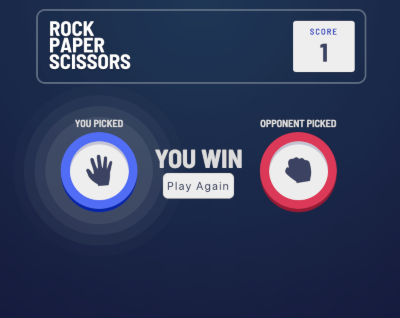 ROCK
PAPER
SCISSORS
SCORE
1
YOU PICKED
OPPONENT PICKED
YOU WIN
Play Again